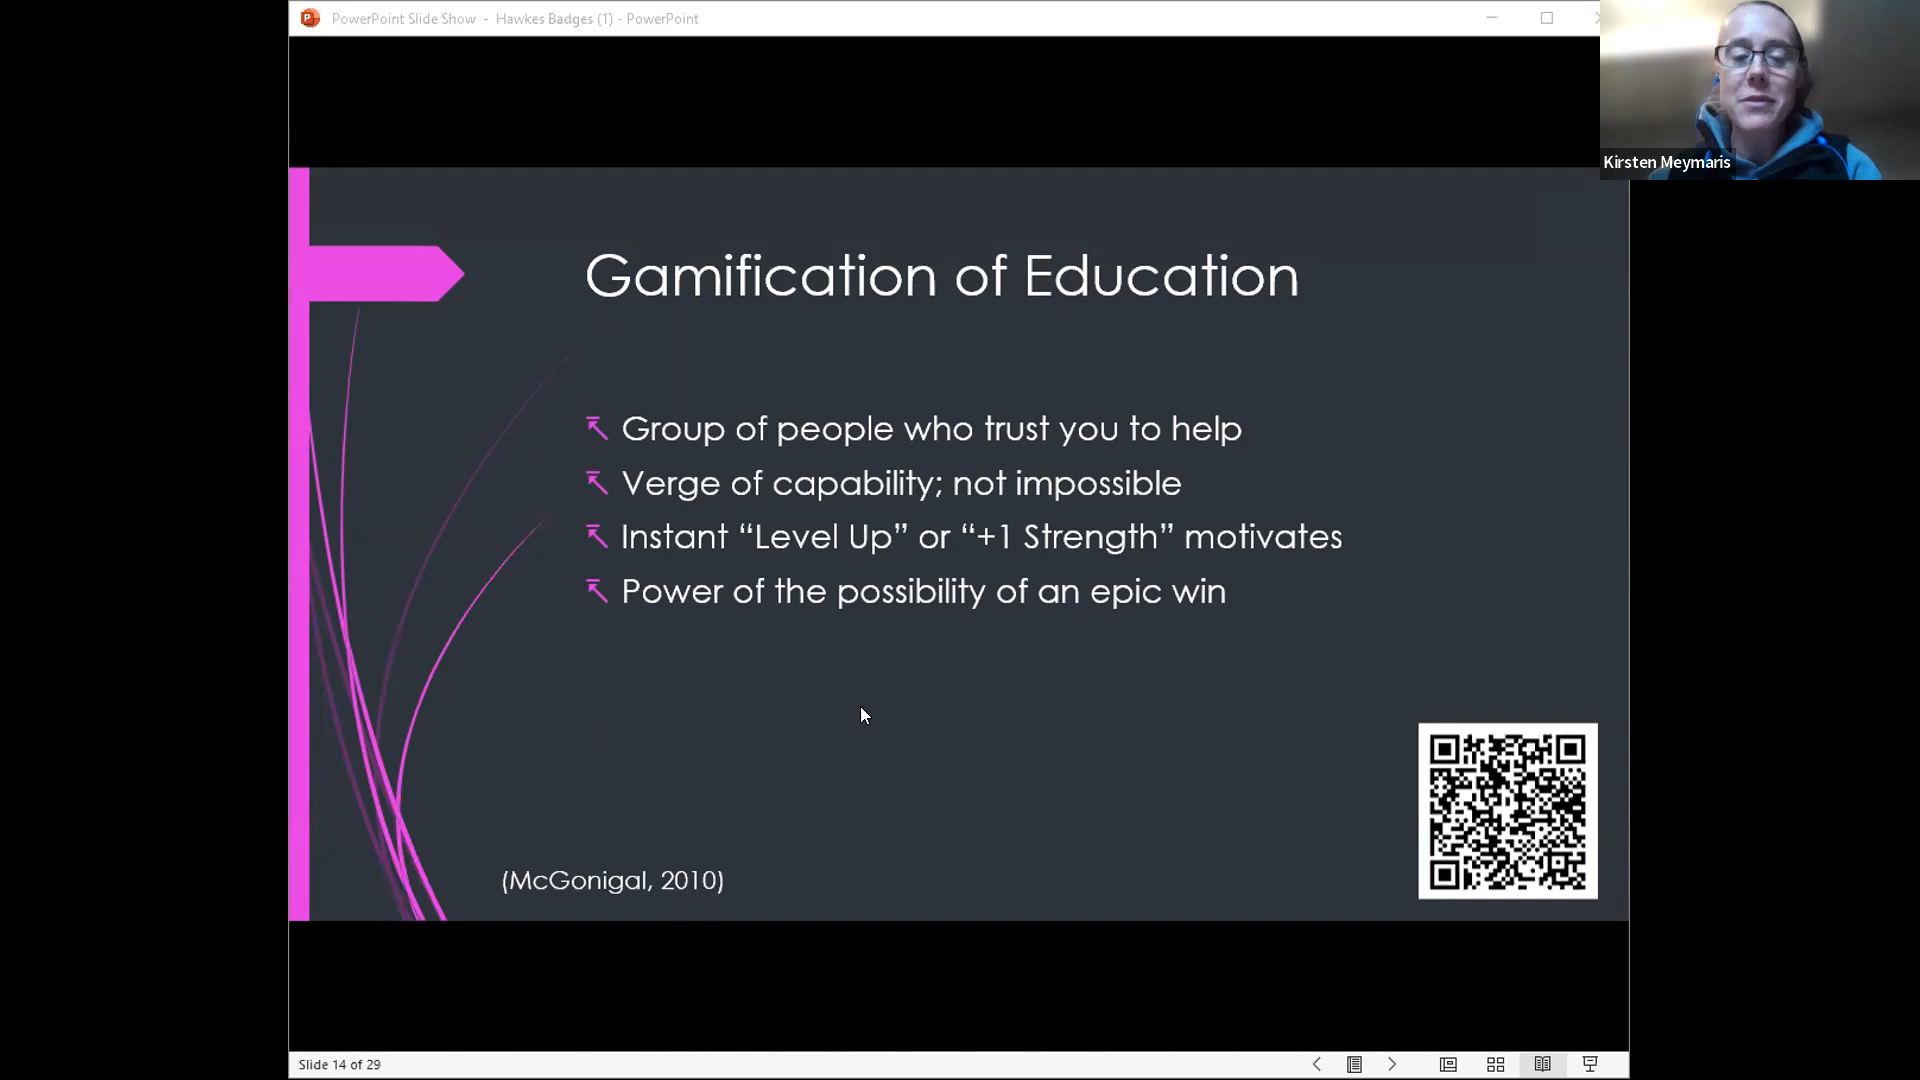 PowerPoint Slide Show - Hawkes Badges (1) - PowerPoint
Kirsten Meymaris
Gamification of Education
Group of people who trust you to help
Verge of capability; not impossible
Instant “Level Up” or “+1 Strength” motivates
Power of the possibility of an epic win
(McGonigal, 2010)
Slide 14 of 29